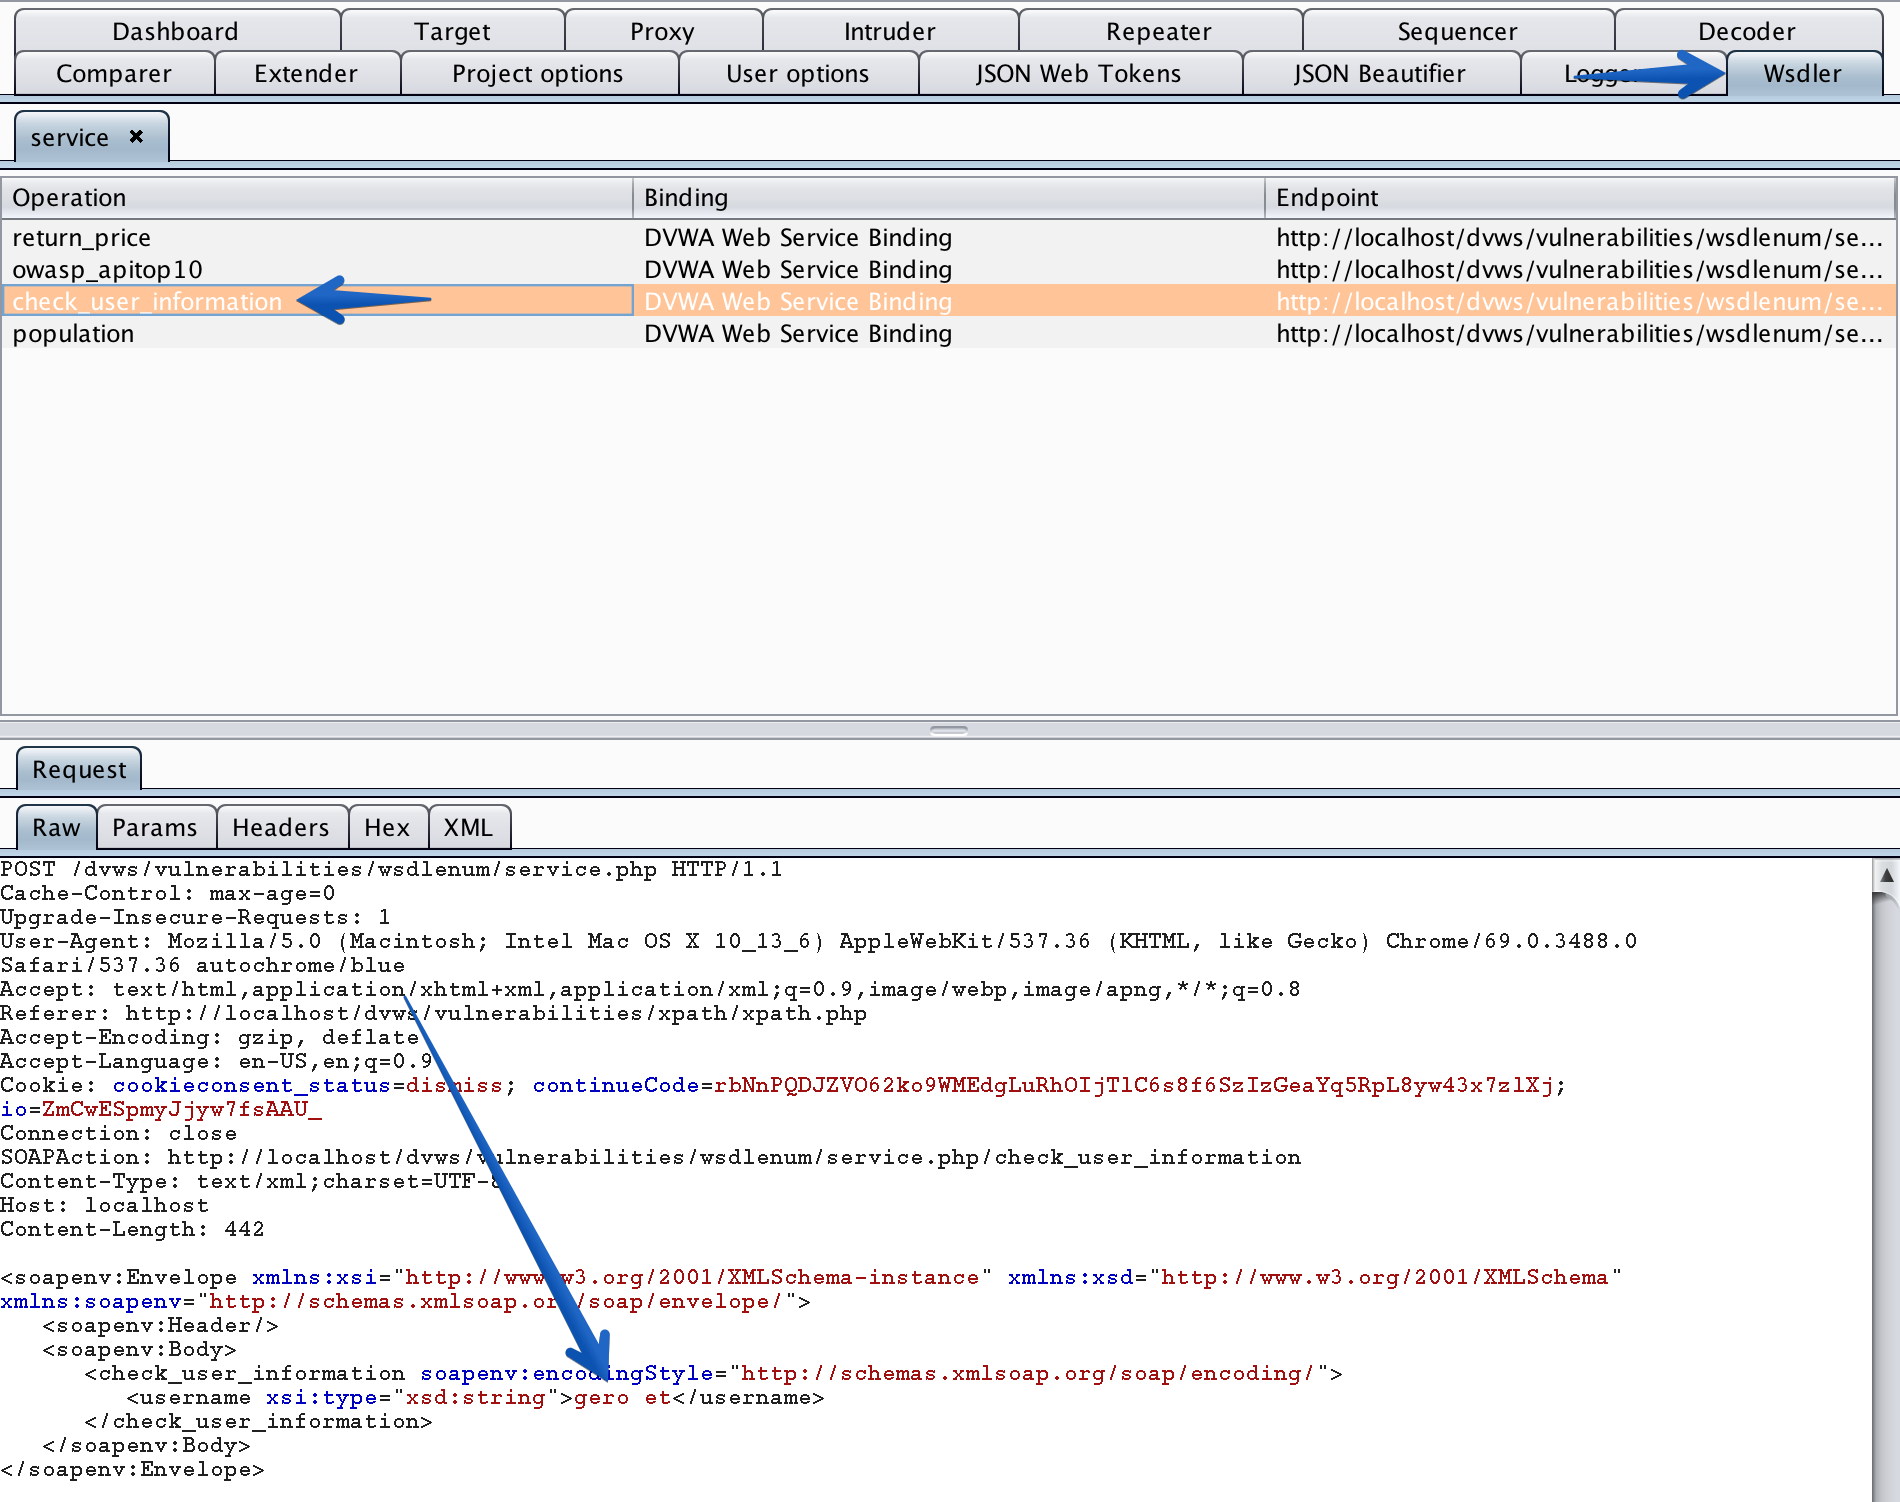 Dashboard Target Proxy Intruder Repeater Sequencer Decoder
Comparer Extender Project options User options JSON Web Tokens JSON Beautifier Wsdler
service ✖
Operation Binding Endpoint
return_price DVWA Web Service Binding http://localhost/dvws/vulnerabilities/wsdlenum/se...
owasp_apitop10 DVWA Web Service Binding http://localhost/dvws/vulnerabilities/wsdlenum/se...
check_user_information DVWA Web Service Binding http://localhost/dvws/vulnerabilities/wsdlenum/se...
population DVWA Web Service Binding http://localhost/dvws/vulnerabilities/wsdlenum/se...
Request
Raw Params Headers Hex XML
POST /dvws/vulnerabilities/wsdlenum/service.php HTTP/1.1
Cache-Control: max-age=0
Upgrade-Insecure-Requests: 1
User-Agent: Mozilla/5.0 (Macintosh; Intel Mac OS X 10_13_6) AppleWebKit/537.36 (KHTML, like Gecko) Chrome/69.0.3488.0
Safari/537.36 autochrome/blue
Accept: text/html,application/xhtml+xml,application/xml;q=0.9,image/webp,image/apng,*/*;q=0.8
Referer: http://localhost/dvws/vulnerabilities/xpath/xpath.php
Accept-Encoding: gzip, deflate
Accept-Language: en-US,en;q=0.9
Cookie: cookieconsent_status=dismiss; continueCode=rbNnPQDJZVO62ko9WMEdgLuRhOIjTlC6s8f6SzIzGeaYq5RpL8yw43x7zlXj;
io=ZmCwESpmyJjyw7fsAAU_
Connection: close
SOAPAction: http://localhost/dvws/vulnerabilities/wsdlenum/service.php/check_user_information
Content-Type: text/xml;charset=UTF-8
Host: localhost
Content-Length: 442
<soapenv:Envelope xmlns:xsi="http://www.w3.org/2001/XMLSchema-instance" xmlns:xsd="http://www.w3.org/2001/XMLSchema"
xmlns:soapenv="http://schemas.xmlsoap.org/soap/envelope/">
<soapenv:Header/>
<soapenv:Body>
<check_user_information soapenv:encodingStyle="http://schemas.xmlsoap.org/soap/encoding/">
<username xsi:type="xsd:string">gero et</username>
</check_user_information>
</soapenv:Body>
</soapenv:Envelope>